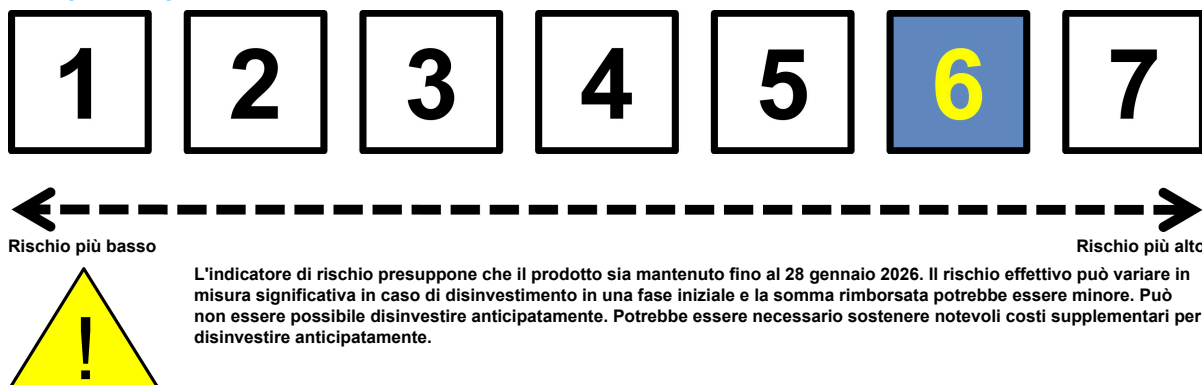 1 2 3 4 5 6 7
Rischio più basso Rischio più alto
L'indicatore di rischio presuppone che il prodotto sia mantenuto fino al 28 gennaio 2026. Il rischio effettivo può variare in
misura significativa in caso di disinvestimento in una fase iniziale e la somma rimborsata potrebbe essere minore. Può
non essere possibile disinvestire anticipatamente. Potrebbe essere necessario sostenere notevoli costi supplementari per
disinvestire anticipatamente.
!